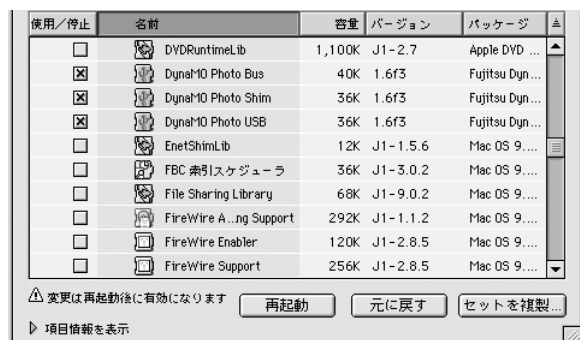 使用／停止 名前 容量 バージョン パッケージ
DVDRuntimeLib 1,100K J1-2.7 Apple DVD ...
DynaMO Photo Bus 40K 1.6f3 Fujitsu Dyn...
DynaMO Photo Shim 36K 1.6f3 Fujitsu Dyn...
DynaMO Photo USB 36K 1.6f3 Fujitsu Dyn...
EnetShimLib 12K J1-1.5.6 Mac OS 9....
FBC 索引スケジューラ 36K J1-3.0.2 Mac OS 9....
File Sharing Library 68K J1-9.0.2 Mac OS 9....
FireWire A...ng Support 292K J1-1.1.2 Mac OS 9....
FireWire Enabler 120K J1-2.8.5 Mac OS 9....
FireWire Support 256K J1-2.8.5 Mac OS 9....
変更は再起動後に有効になります 再起動 元に戻す セットを複製...
項目情報を表示